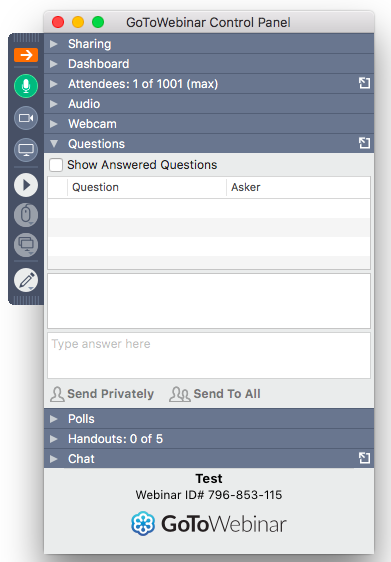 GoToWebinar Control Panel
Sharing
Dashboard
Attendees: 1 of 1001 (max)
Audio
Webcam
Questions
Show Answered Questions
Question Asker
Type answer here
Send Privately Send To All
Polls
Handouts: 0 of 5
Chat
Test
Webinar ID# 796-853-115
GoToWebinar